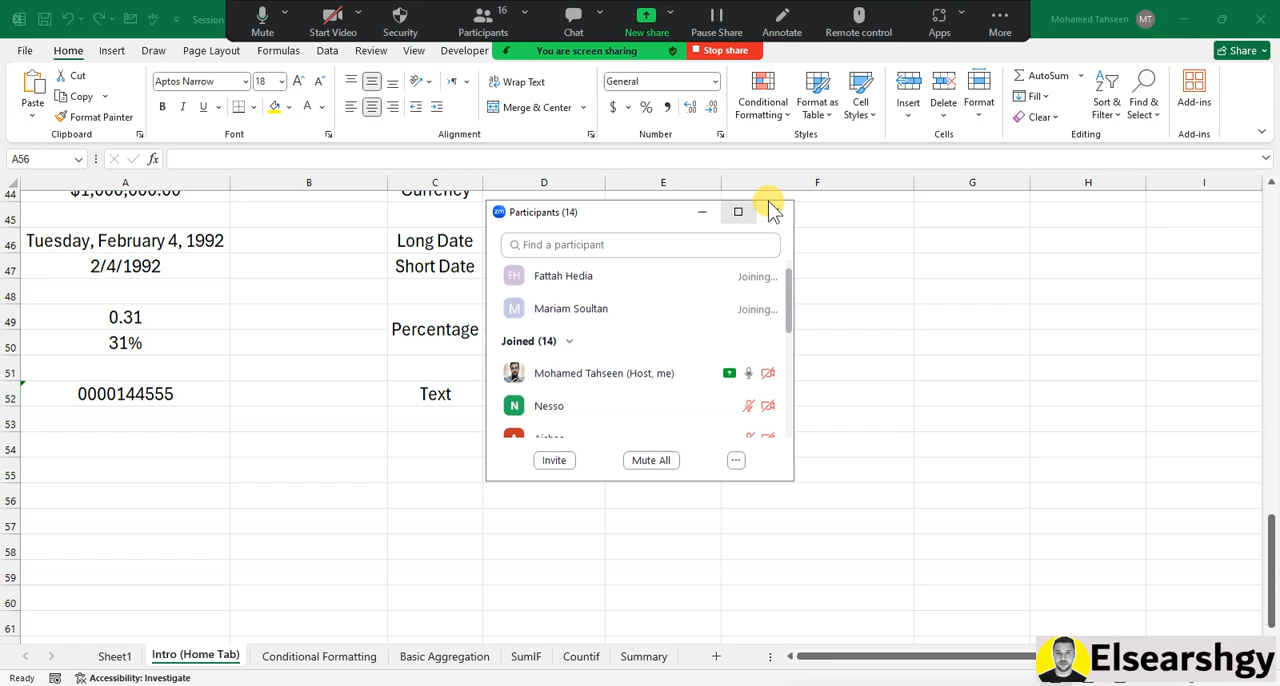 Session
Mute
Start Video
Security
Participants
16
Chat
New share
Pause Share
Annotate
Remote control
Apps
More
Mohamed Tahseen MT
File Home Insert Draw Page Layout Formulas Data Review View Developer
You are screen sharing
Stop share
Share
Paste
Cut
Copy
Format Painter
Clipboard
Aptos Narrow 18
B I U
Font
Wrap Text
Merge & Center
Alignment
General
$ % ,
Number
Conditional Formatting
Format as Table
Cell Styles
Styles
Insert
Delete
Format
Cells
AutoSum
Fill
Clear
Sort & Filter
Find & Select
Editing
Add-ins
Add-ins
A56
fx
A B C D E F G H I
44 $1,000,000.00 Currency
45
46 Tuesday, February 4, 1992 Long Date
47 2/4/1992 Short Date
48
49 0.31 Percentage
50 31%
51
52 0000144555 Text
53
54
55
56
57
58
59
60
61
zm Participants (14)
Find a participant
FH Fattah Hedia Joining...
M Mariam Soultan Joining...
Joined (14)
Mohamed Tahseen (Host, me)
N Nesso
Invite
Mute All
...
Sheet1 Intro (Home Tab) Conditional Formatting Basic Aggregation SumIF Countif Summary
Ready
Accessibility: Investigate
Elsearshgy